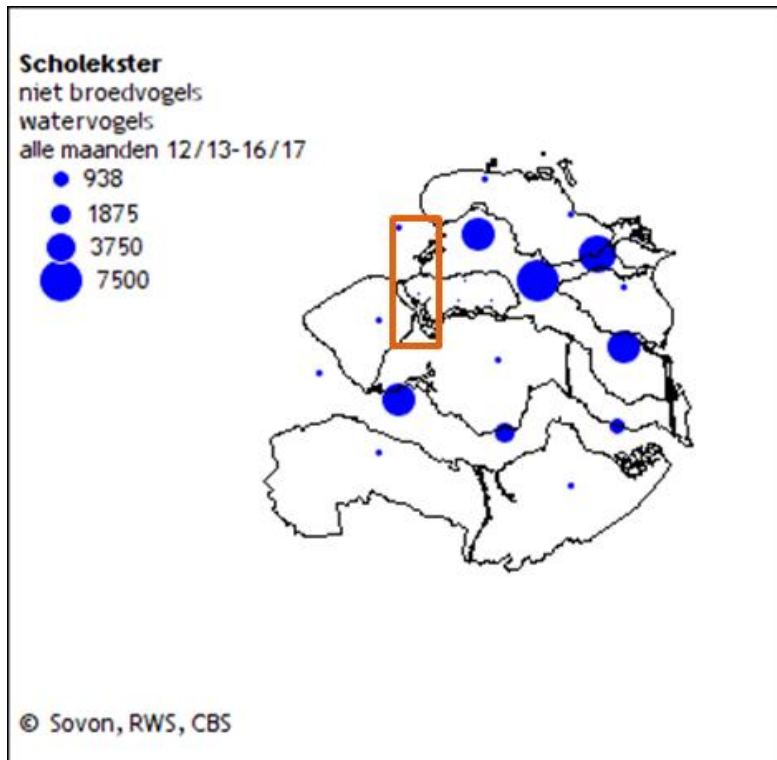 Scholekster
niet broedvogels
watervogels
alle maanden 12/13-16/17
938
1875
3750
7500
© Sovon, RWS, CBS